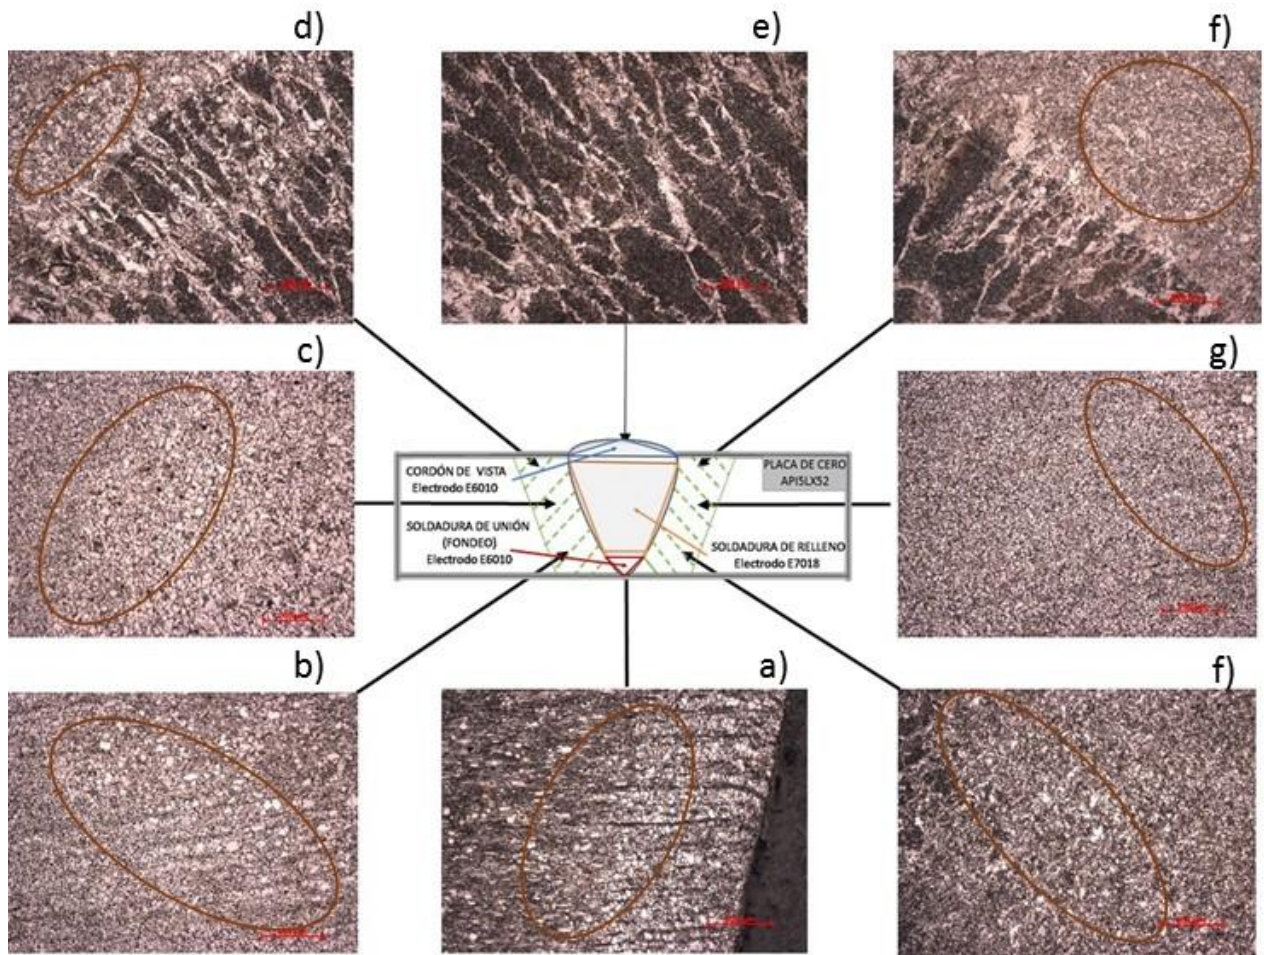 d)
e)
f)
c)
g)
CORDÓN DE VISTA
Electrodo E6010
PLACA DE CERO
API5LX52
SOLDADURA DE UNIÓN
(FONDEO)
Electrodo E6010
SOLDADURA DE RELLENO
Electrodo E7018
b)
a)
f)